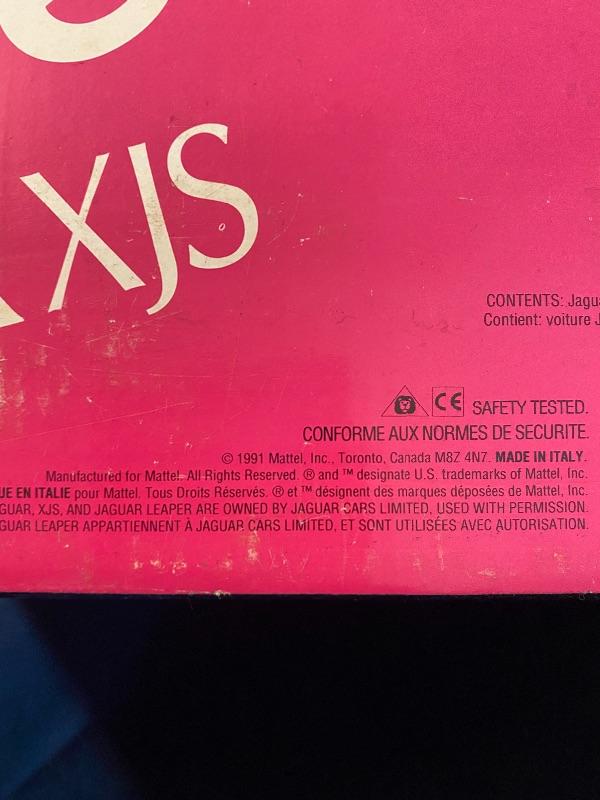 XJS
CONTENTS: Jagua
Contient: voiture J
CE SAFETY TESTED.
CONFORME AUX NORMES DE SECURITE.
© 1991 Mattel, Inc., Toronto, Canada M8Z 4N7. MADE IN ITALY.
Manufactured for Mattel. All Rights Reserved. ® and ™ designate U.S. trademarks of Mattel, Inc.
UE EN ITALIE pour Mattel. Tous Droits Réservés. ® et ™ désignent des marques déposées de Mattel, Inc.
GUAR, XJS, AND JAGUAR LEAPER ARE OWNED BY JAGUAR CARS LIMITED, USED WITH PERMISSION.
GUAR LEAPER APPARTIENNENT À JAGUAR CARS LIMITED, ET SONT UTILISÉES AVEC AUTORISATION.